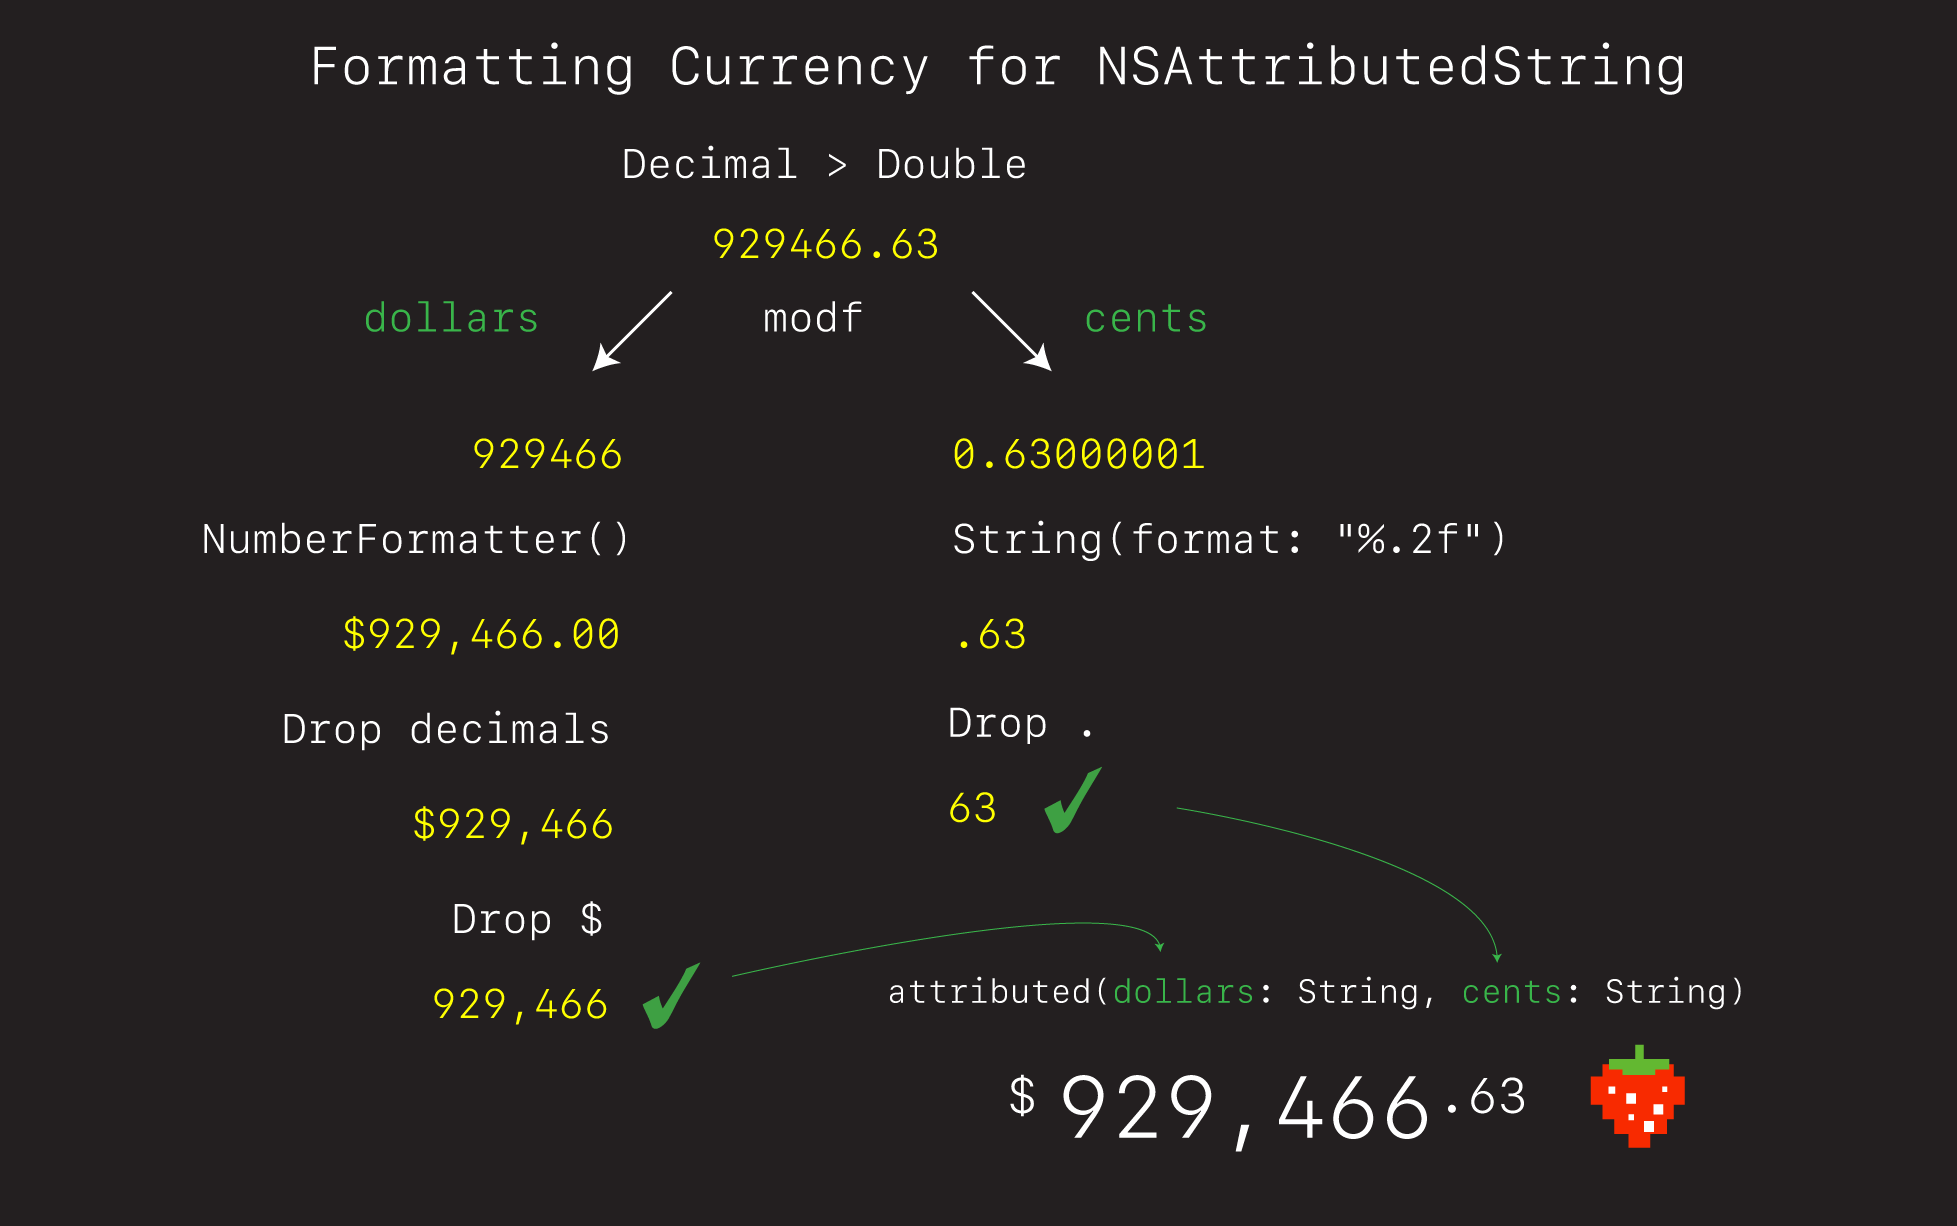 Formatting Currency for NSAttributedString
Decimal > Double
929466.63
dollars modf cents
929466 0.63000001
NumberFormatter() String(format: "%.2f")
$929,466.00 .63
Drop decimals Drop .
$929,466 63
Drop $
929,466
attributed(dollars: String, cents: String)
$929,466.63